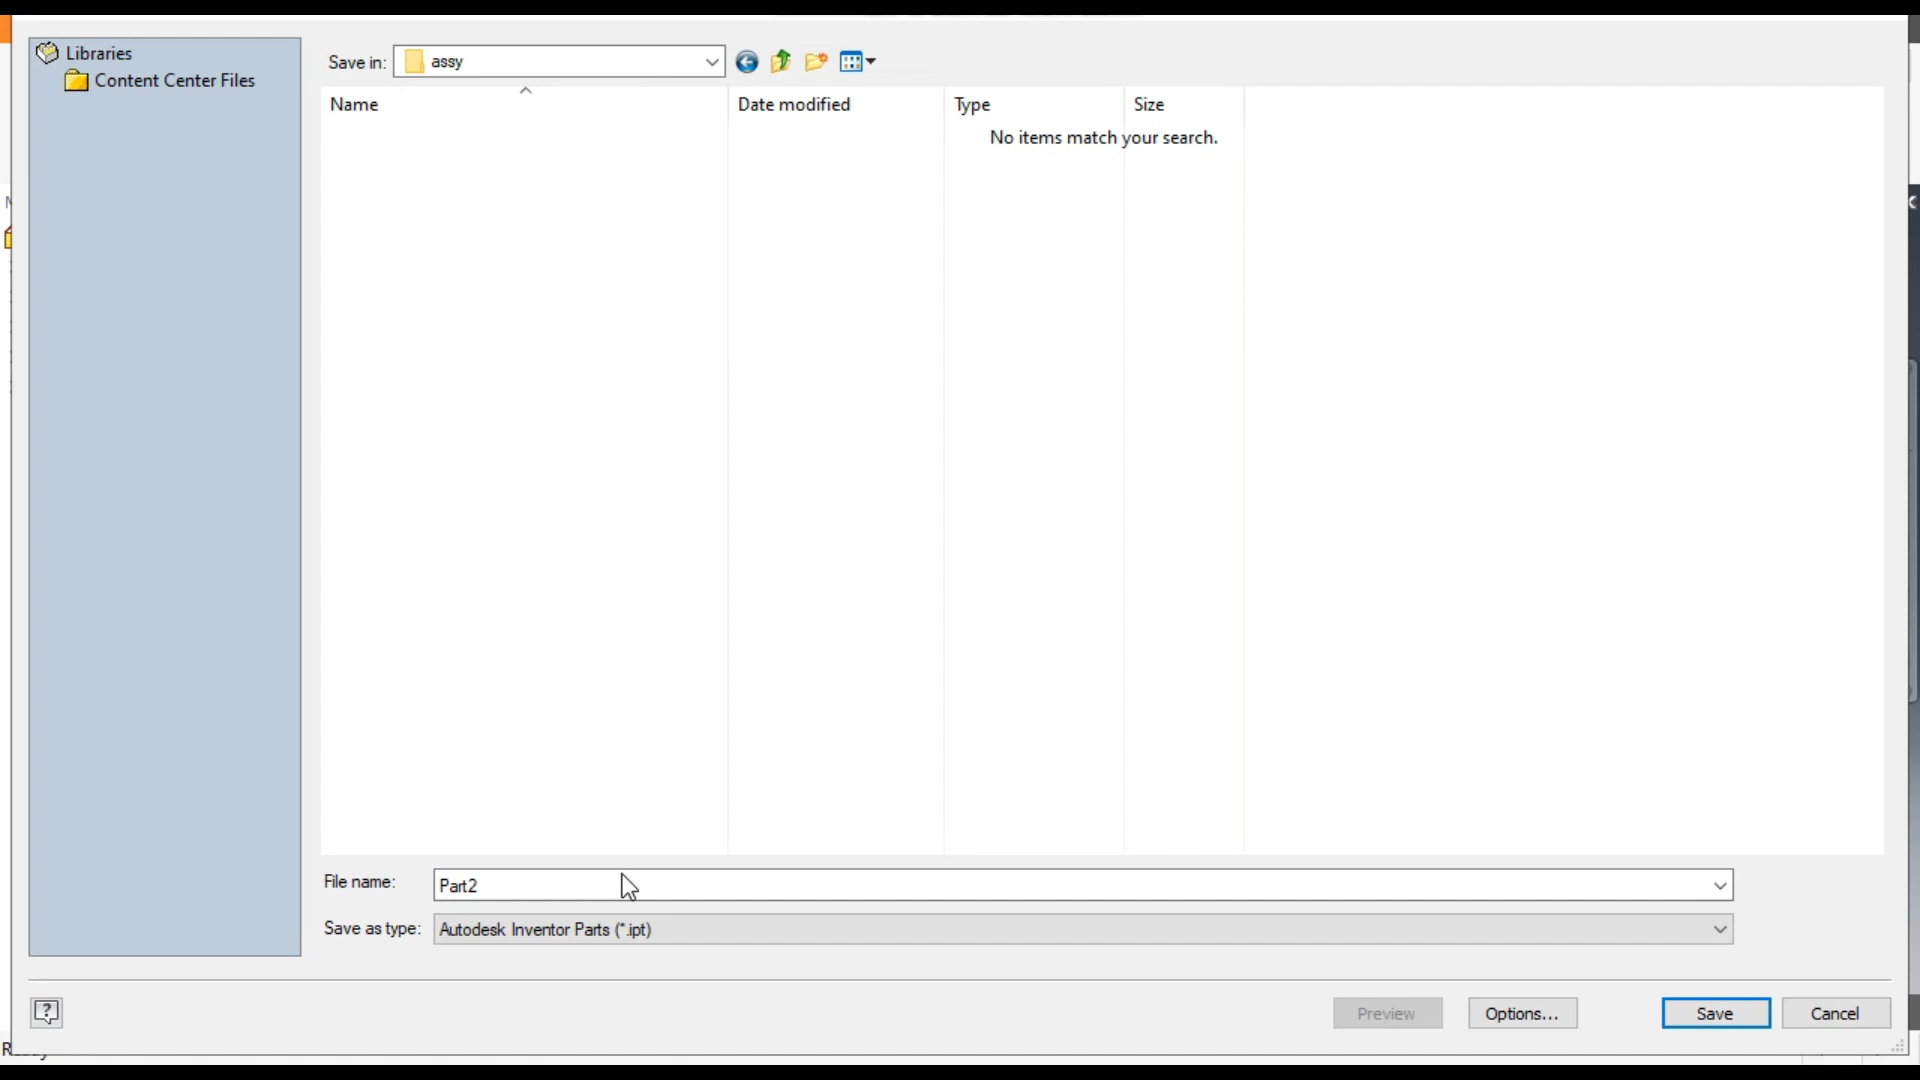 Libraries
Content Center Files
Save in: assy
Name Date modified Type Size
No items match your search.
File name: Part2
Save as type: Autodesk Inventor Parts (*.ipt)
Preview Options... Save Cancel